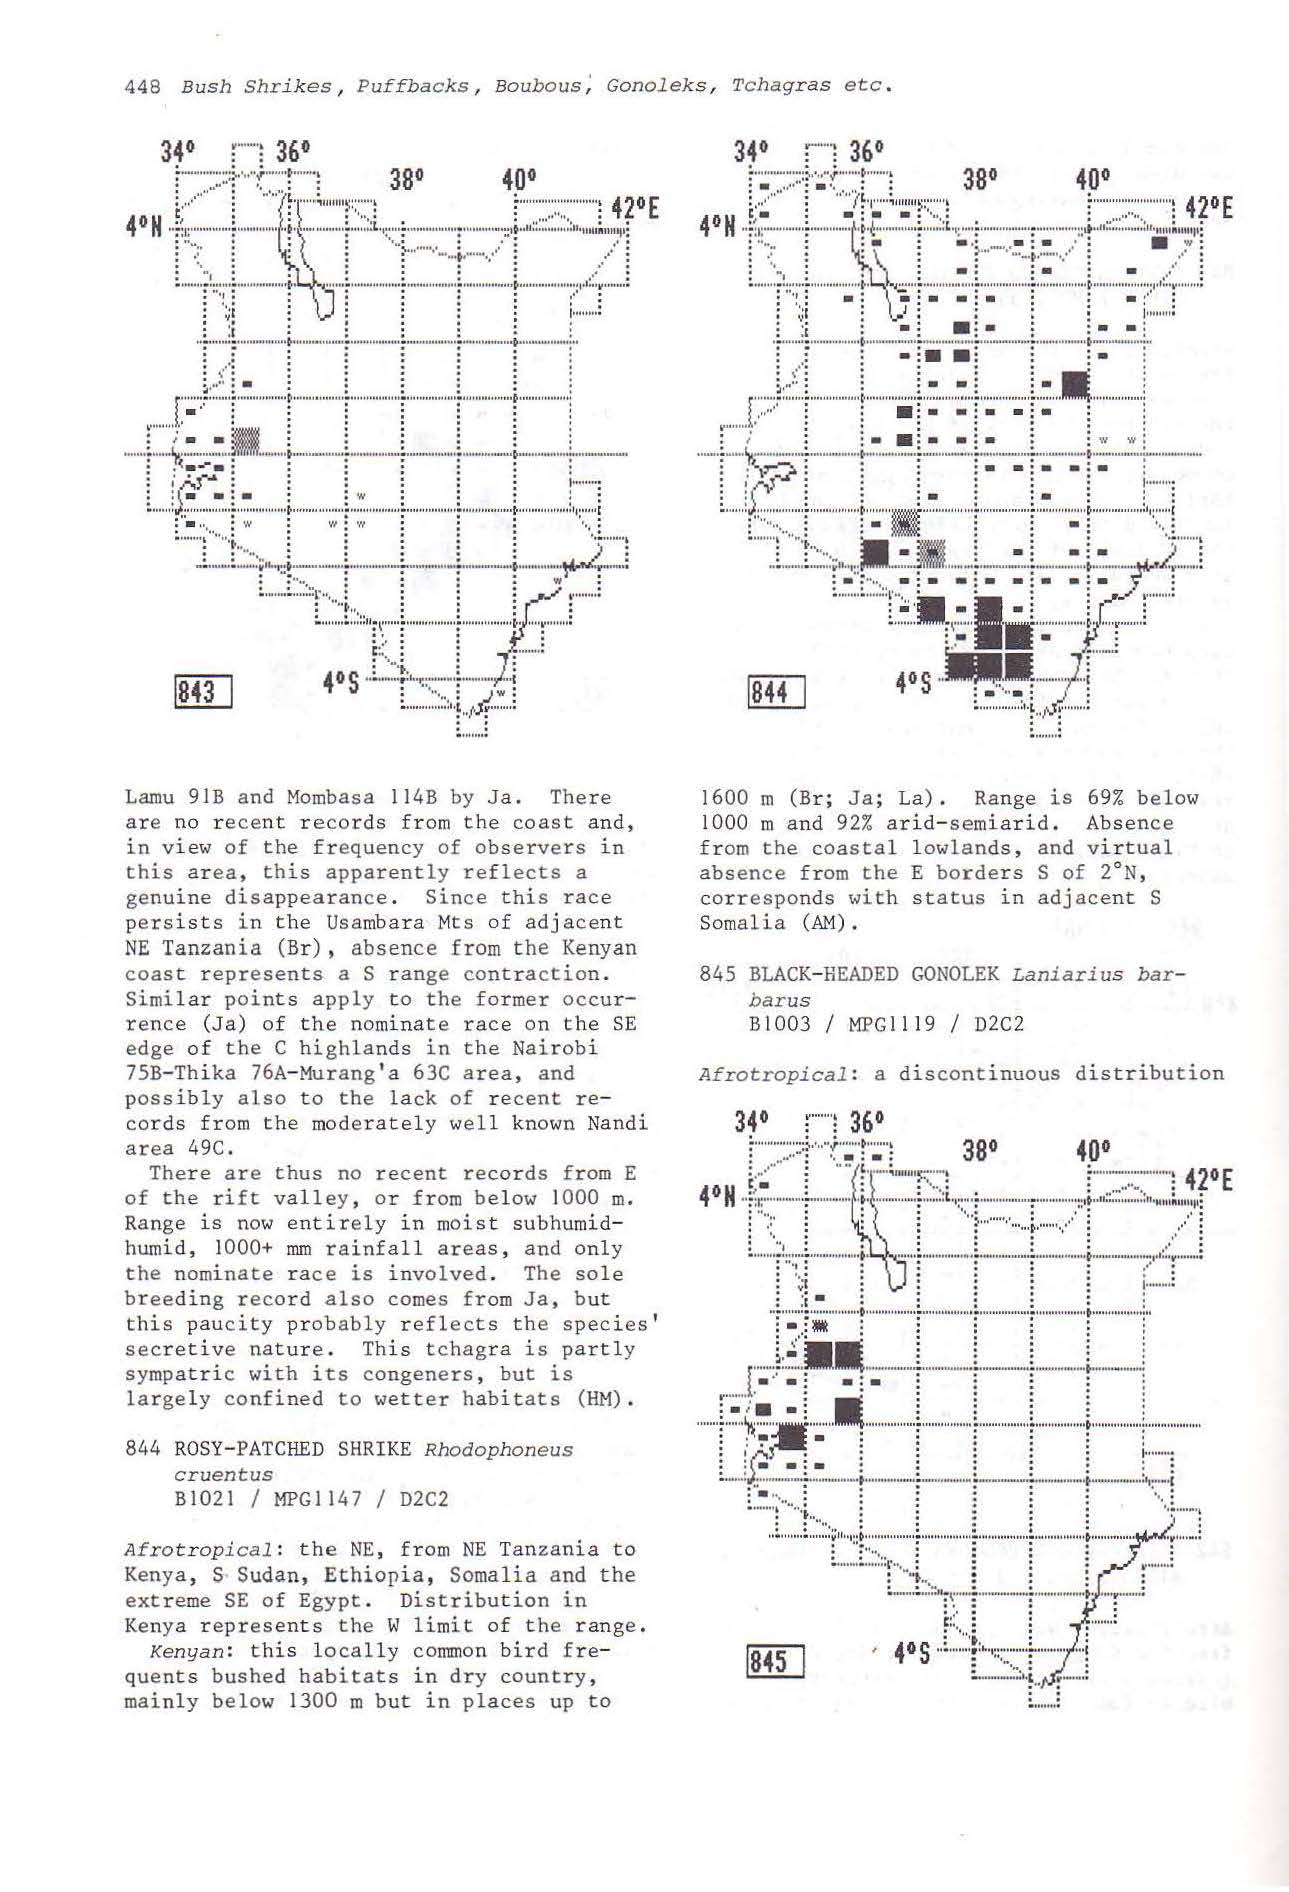 448 Bush Shrikes, Puffbacks, Boubous, Gonoleks, Tchagras etc.
34° 36°
38° 40°
42°E
4°N
843
4°S
34° 36°
38° 40°
42°E
4°N
844
4°S
Lamu 91B and Mombasa 114B by Ja. There
are no recent records from the coast and,
in view of the frequency of observers in
this area, this apparently reflects a
genuine disappearance. Since this race
persists in the Usambara Mts of adjacent
NE Tanzania (Br), absence from the Kenyan
coast represents a S range contraction.
Similar points apply to the former occur-
rence (Ja) of the nominate race on the SE
edge of the C highlands in the Nairobi
75B-Thika 76A-Murang'a 63C area, and
possibly also to the lack of recent re-
cords from the moderately well known Nandi
area 49C.
There are thus no recent records from E
of the rift valley, or from below 1000 m.
Range is now entirely in moist subhumid-
humid, 1000+ mm rainfall areas, and only
the nominate race is involved. The sole
breeding record also comes from Ja, but
this paucity probably reflects the species'
secretive nature. This tchagra is partly
sympatric with its congeners, but is
largely confined to wetter habitats (HM).
844 ROSY-PATCHED SHRIKE Rhodophoneus
cruentus
B1021 / MPG1147 / D2C2
Afrotropical: the NE, from NE Tanzania to
Kenya, S Sudan, Ethiopia, Somalia and the
extreme SE of Egypt. Distribution in
Kenya represents the W limit of the range.
Kenyan: this locally common bird fre-
quents bushed habitats in dry country,
mainly below 1300 m but in places up to
1600 m (Br; Ja; La). Range is 69% below
1000 m and 92% arid-semiarid. Absence
from the coastal lowlands, and virtual
absence from the E borders S of 2°N,
corresponds with status in adjacent S
Somalia (AM).
845 BLACK-HEADED GONOLEK Laniarius bar-
barus
B1003 / MPG1119 / D2C2
Afrotropical: a discontinuous distribution
34° 36°
38° 40°
42°E
4°N
845
4°S